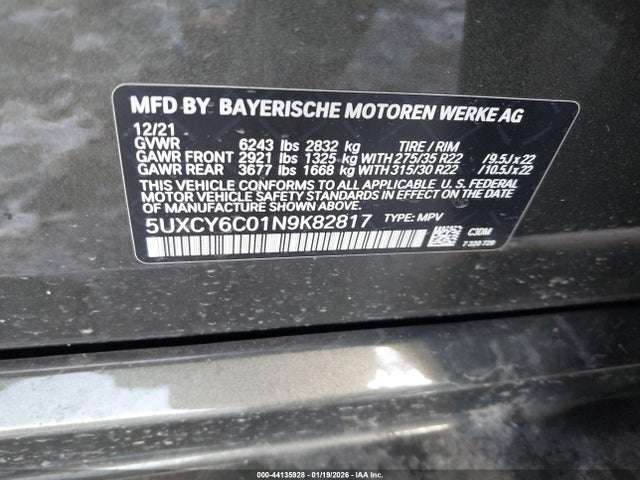 MFD BY BAYERISCHE MOTOREN WERKE AG
12/21
GVWR 6243 lbs 2832 kg TIRE / RIM
GAWR FRONT 2921 lbs 1325 kg WITH 275/35 R22 /9.5Jx22
GAWR REAR 3677 lbs 1668 kg WITH 315/30 R22 /10.5Jx22
THIS VEHICLE CONFORMS TO ALL APPLICABLE U. S. FEDERAL
MOTOR VEHICLE SAFETY STANDARDS IN EFFECT ON THE DATE
OF MANUFACTURE SHOWN ABOVE.
5UXCY6C01N9K82817 TYPE: MPV
C3DM
7320729
000-44135928 - 01/19/2026 - IAA Inc.